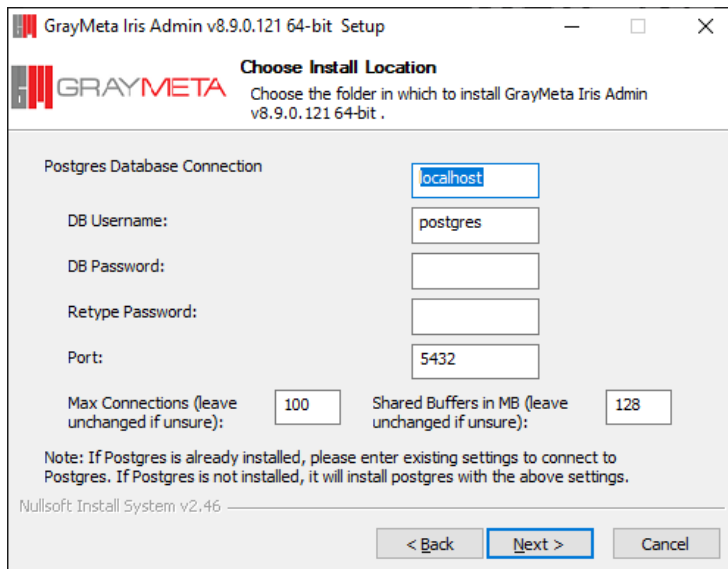 GrayMeta Iris Admin v8.9.0.121 64-bit Setup
GRAYMETA
Choose Install Location
Choose the folder in which to install GrayMeta Iris Admin
v8.9.0.121 64-bit .
Postgres Database Connection
localhost
DB Username:
postgres
DB Password:
Retype Password:
Port:
5432
Max Connections (leave
unchanged if unsure):
100
Shared Buffers in MB (leave
unchanged if unsure):
128
Note: If Postgres is already installed, please enter existing settings to connect to
Postgres. If Postgres is not installed, it will install postgres with the above settings.
Nullsoft Install System v2.46
< Back
Next >
Cancel